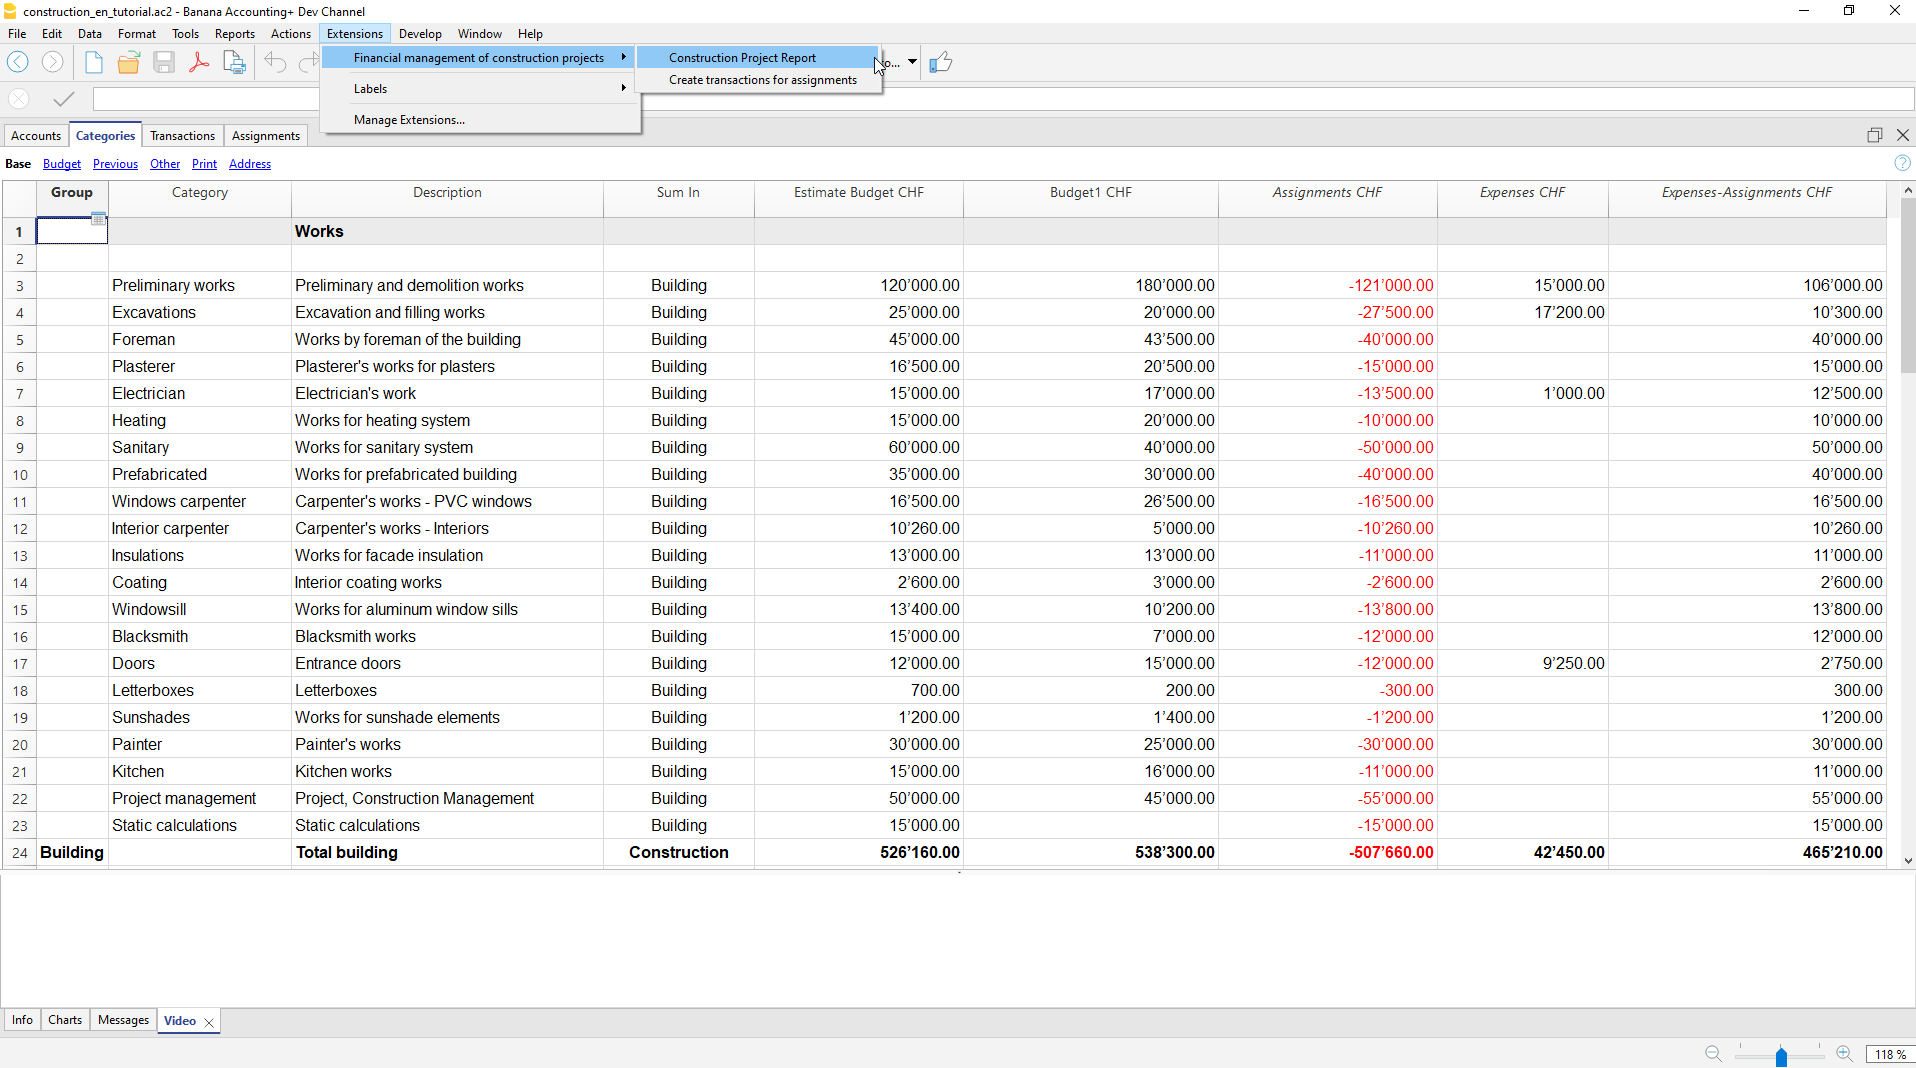 construction_en_tutorial.ac2 - Banana Accounting+ Dev Channel
File Edit Data Format Tools Reports Actions Extensions Develop Window Help
Financial management of construction projects
Construction Project Report
Create transactions for assignments
Labels
Manage Extensions...
Accounts Categories Transactions Assignments
Base Budget Previous Other Print Address
Group Category Description Sum In Estimate Budget CHF Budget1 CHF Assignments CHF Expenses CHF Expenses-Assignments CHF
1 Works
2
3 Preliminary works Preliminary and demolition works Building 120’000.00 180’000.00 -121’000.00 15’000.00 106’000.00
4 Excavations Excavation and filling works Building 25’000.00 20’000.00 -27’500.00 17’200.00 10’300.00
5 Foreman Works by foreman of the building Building 45’000.00 43’500.00 -40’000.00 40’000.00
6 Plasterer Plasterer's works for plasters Building 16’500.00 20’500.00 -15’000.00 15’000.00
7 Electrician Electrician's work Building 15’000.00 17’000.00 -13’500.00 1’000.00 12’500.00
8 Heating Works for heating system Building 15’000.00 20’000.00 -10’000.00 10’000.00
9 Sanitary Works for sanitary system Building 60’000.00 40’000.00 -50’000.00 50’000.00
10 Prefabricated Works for prefabricated building Building 35’000.00 30’000.00 -40’000.00 40’000.00
11 Windows carpenter Carpenter's works - PVC windows Building 16’500.00 26’500.00 -16’500.00 16’500.00
12 Interior carpenter Carpenter's works - Interiors Building 10’260.00 5’000.00 -10’260.00 10’260.00
13 Insulations Works for facade insulation Building 13’000.00 13’000.00 -11’000.00 11’000.00
14 Coating Interior coating works Building 2’600.00 3’000.00 -2’600.00 2’600.00
15 Windowsill Works for aluminum window sills Building 13’400.00 10’200.00 -13’800.00 13’800.00
16 Blacksmith Blacksmith works Building 15’000.00 7’000.00 -12’000.00 12’000.00
17 Doors Entrance doors Building 12’000.00 15’000.00 -12’000.00 9’250.00 2’750.00
18 Letterboxes Letterboxes Building 700.00 200.00 -300.00 300.00
19 Sunshades Works for sunshade elements Building 1’200.00 1’400.00 -1’200.00 1’200.00
20 Painter Painter's works Building 30’000.00 25’000.00 -30’000.00 30’000.00
21 Kitchen Kitchen works Building 15’000.00 16’000.00 -11’000.00 11’000.00
22 Project management Project, Construction Management Building 50’000.00 45’000.00 -55’000.00 55’000.00
23 Static calculations Static calculations Building 15’000.00 -15’000.00 15’000.00
24 Building Total building Construction 526’160.00 538’300.00 -507’660.00 42’450.00 465’210.00
Info Charts Messages Video
118 %